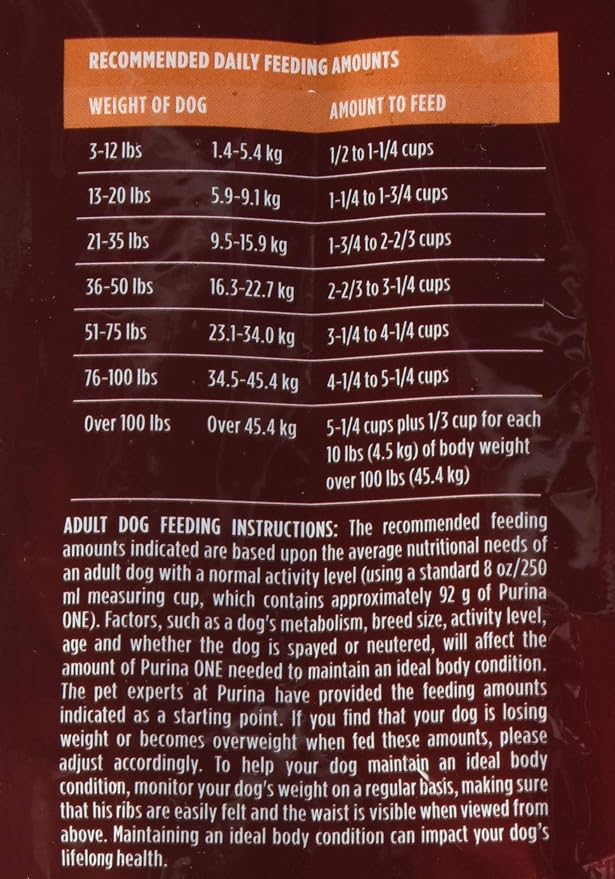 RECOMMENDED DAILY FEEDING AMOUNTS
WEIGHT OF DOG AMOUNT TO FEED
3-12 lbs 1.4-5.4 kg 1/2 to 1-1/4 cups
13-20 lbs 5.9-9.1 kg 1-1/4 to 1-3/4 cups
21-35 lbs 9.5-15.9 kg 1-3/4 to 2-2/3 cups
36-50 lbs 16.3-22.7 kg 2-2/3 to 3-1/4 cups
51-75 lbs 23.1-34.0 kg 3-1/4 to 4-1/4 cups
76-100 lbs 34.5-45.4 kg 4-1/4 to 5-1/4 cups
Over 100 lbs Over 45.4 kg 5-1/4 cups plus 1/3 cup for each
10 lbs (4.5 kg) of body weight
over 100 lbs (45.4 kg)
ADULT DOG FEEDING INSTRUCTIONS: The recommended feeding
amounts indicated are based upon the average nutritional needs of
an adult dog with a normal activity level (using a standard 8 oz/250
ml measuring cup, which contains approximately 92 g of Purina
ONE). Factors, such as a dog's metabolism, breed size, activity level,
age and whether the dog is spayed or neutered, will affect the
amount of Purina ONE needed to maintain an ideal body condition.
The pet experts at Purina have provided the feeding amounts
indicated as a starting point. If you find that your dog is losing
weight or becomes overweight when fed these amounts, please
adjust accordingly. To help your dog maintain an ideal body
condition, monitor your dog's weight on a regular basis, making sure
that his ribs are easily felt and the waist is visible when viewed from
above. Maintaining an ideal body condition can impact your dog's
lifelong health.